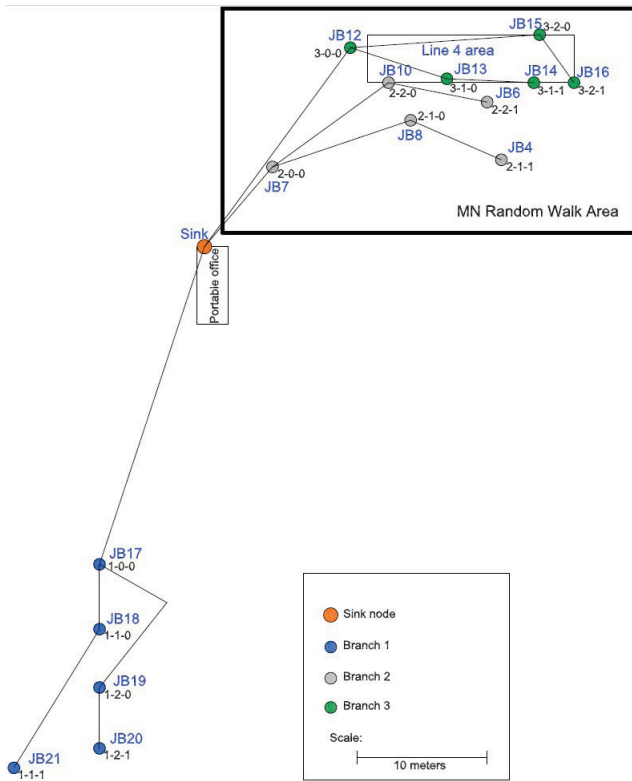 JB15
3-2-0
JB12
3-0-0
Line 4 area
JB13
JB14
JB16
JB10
3-1-0
3-1-1
3-2-1
2-2-0
JB6
2-2-1
2-1-0
JB8
JB4
2-1-1
JB7
2-0-0
MN Random Walk Area
Sink
Portable office
JB17
1-0-0
JB18
1-1-0
JB19
1-2-0
JB20
1-2-1
JB21
1-1-1
Sink node
Branch 1
Branch 2
Branch 3
Scale:
10 meters